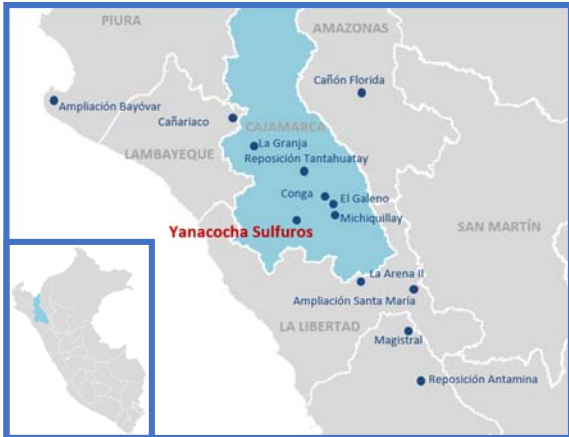 PIURA
AMAZONAS
Cañón Florida
Ampliación Bayóvar
Cañariaco
CAJAMARCA
La Granja
LAMBAYEQUE
Reposición Tantahuatay
Conga
El Galeno
Michiquillay
SAN MARTÍN
Yanacocha Sulfuros
La Arena II
Ampliación Santa María
LA LIBERTAD
Magistral
Reposición Antamina